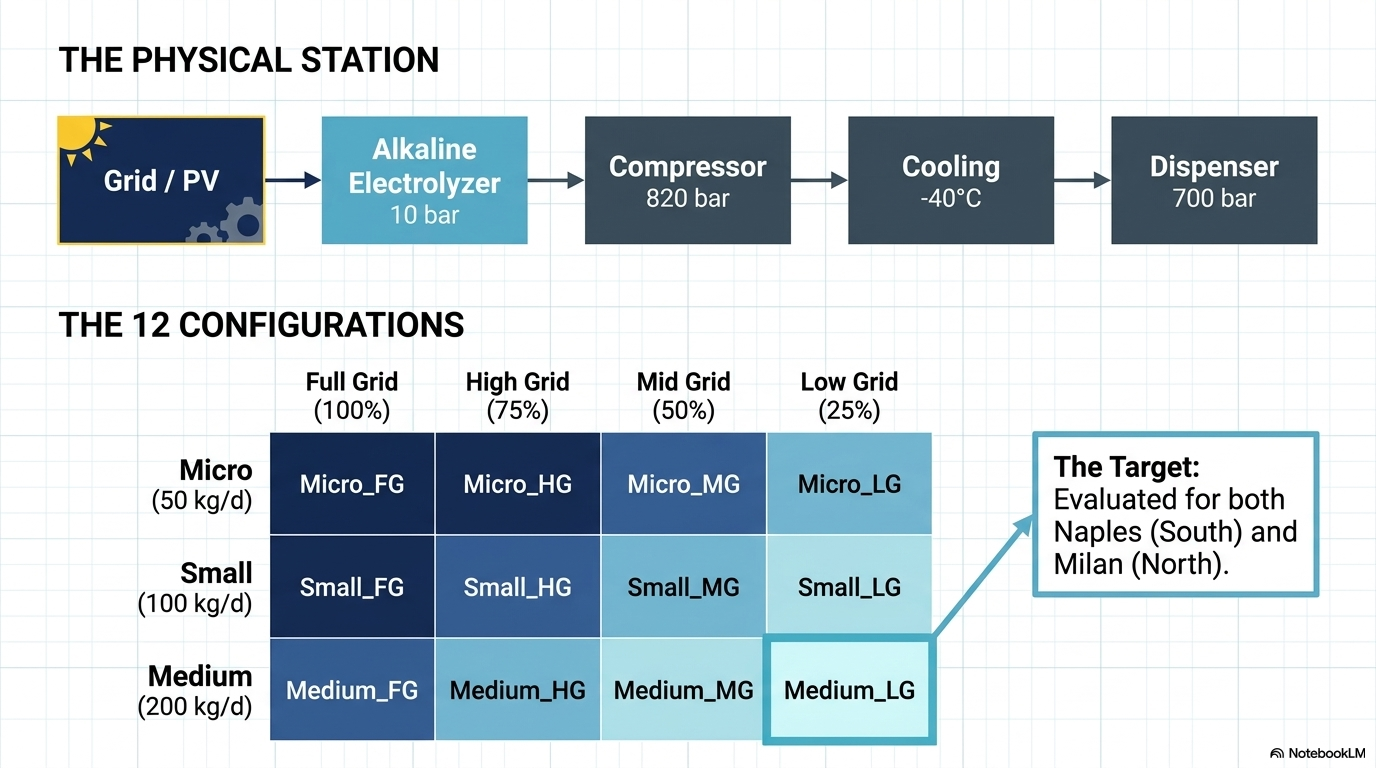 THE PHYSICAL STATION
Grid / PV
Alkaline
Electrolyzer
10 bar
Compressor
820 bar
Cooling
-40°C
Dispenser
700 bar
THE 12 CONFIGURATIONS
Full Grid
(100%)
High Grid
(75%)
Mid Grid
(50%)
Low Grid
(25%)
Micro
(50 kg/d)
Micro_FG
Micro_HG
Micro_MG
Micro_LG
Small
(100 kg/d)
Small_FG
Small_HG
Small_MG
Small_LG
Medium
(200 kg/d)
Medium_FG
Medium_HG
Medium_MG
Medium_LG
The Target:
Evaluated for both
Naples (South) and
Milan (North).
NotebookLM